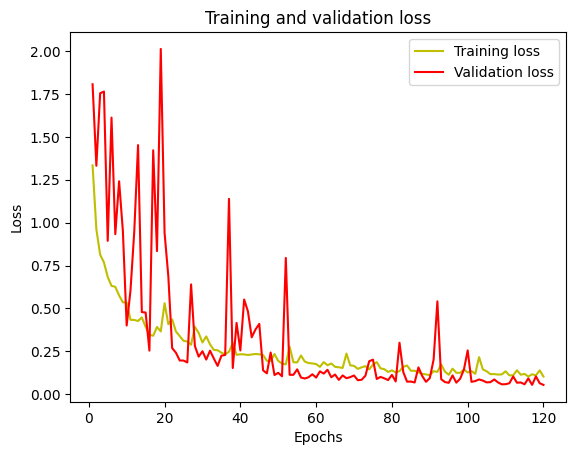 Training and validation loss
Training loss
Validation loss
2.00
1.75
1.50
1.25
1.00
0.75
0.50
0.25
0.00
Loss
0 20 40 60 80 100 120
Epochs